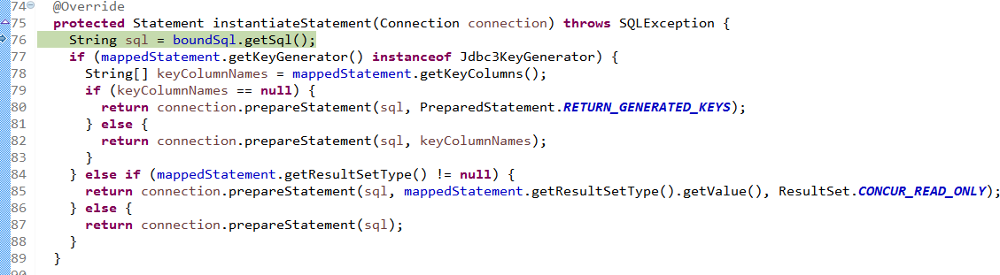 74 @Override
75 protected Statement instantiateStatement(Connection connection) throws SQLException {
76 String sql = boundSql.getSql();
77 if (mappedStatement.getKeyGenerator() instanceof Jdbc3KeyGenerator) {
78 String[] keyColumnNames = mappedStatement.getKeyColumns();
79 if (keyColumnNames == null) {
80 return connection.prepareStatement(sql, PreparedStatement.RETURN_GENERATED_KEYS);
81 } else {
82 return connection.prepareStatement(sql, keyColumnNames);
83 }
84 } else if (mappedStatement.getResultSetType() != null) {
85 return connection.prepareStatement(sql, mappedStatement.getResultSetType().getValue(), ResultSet.CONCUR_READ_ONLY);
86 } else {
87 return connection.prepareStatement(sql);
88 }
89 }
90